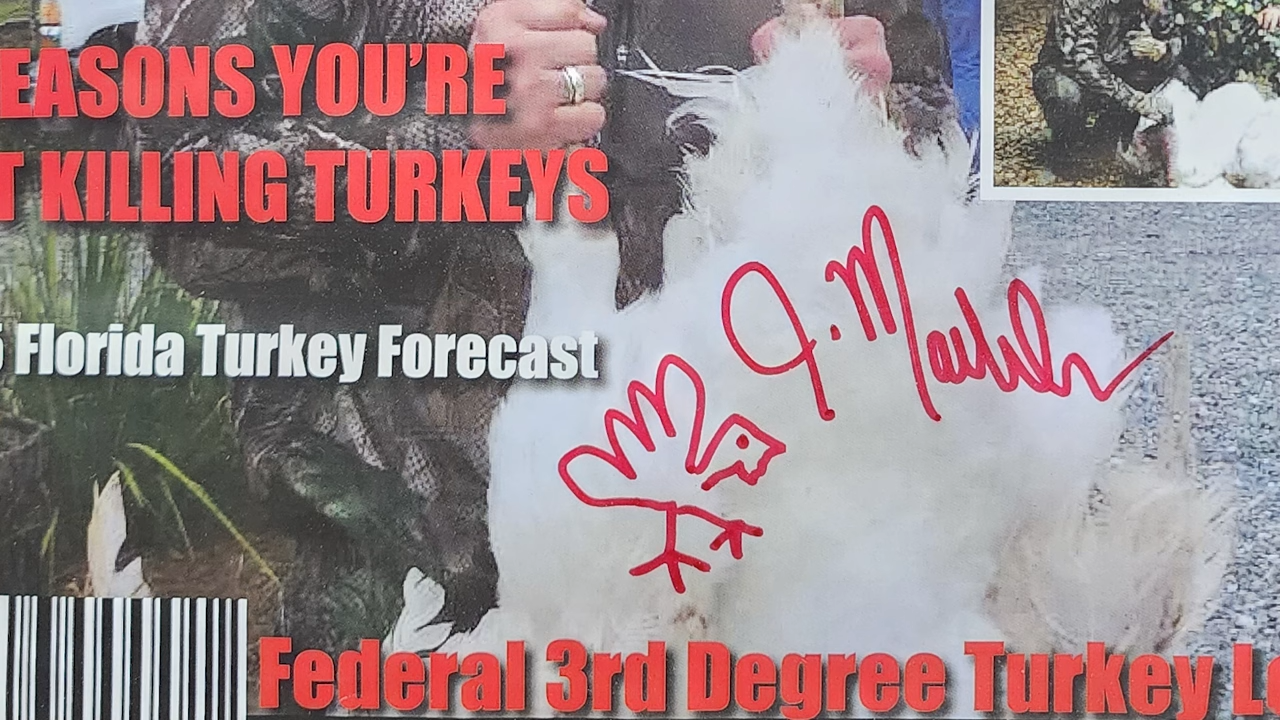 EASONS YOU'RE
T KILLING TURKEYS
Florida Turkey Forecast
J. M
Federal 3rd Degree Turkey